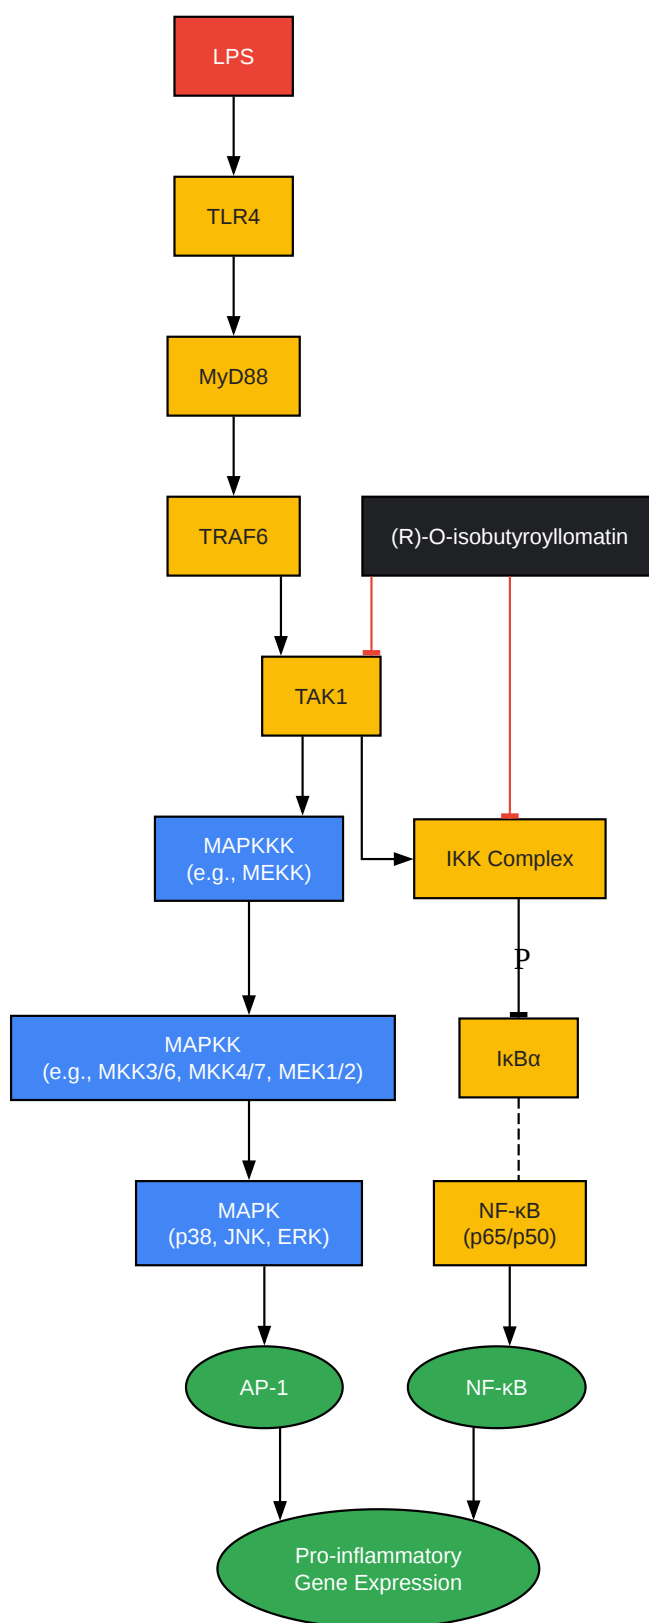 LPS
TLR4
MyD88
TRAF6
(R)-O-isobutyroyllomatin
TAK1
MAPKKK
(e.g., MEKK)
IKK Complex
P
MAPKK
(e.g., MKK3/6, MKK4/7, MEK1/2)
IκBα
MAPK
(p38, JNK, ERK)
NF-κB
(p65/p50)
AP-1
NF-κB
Pro-inflammatory
Gene Expression